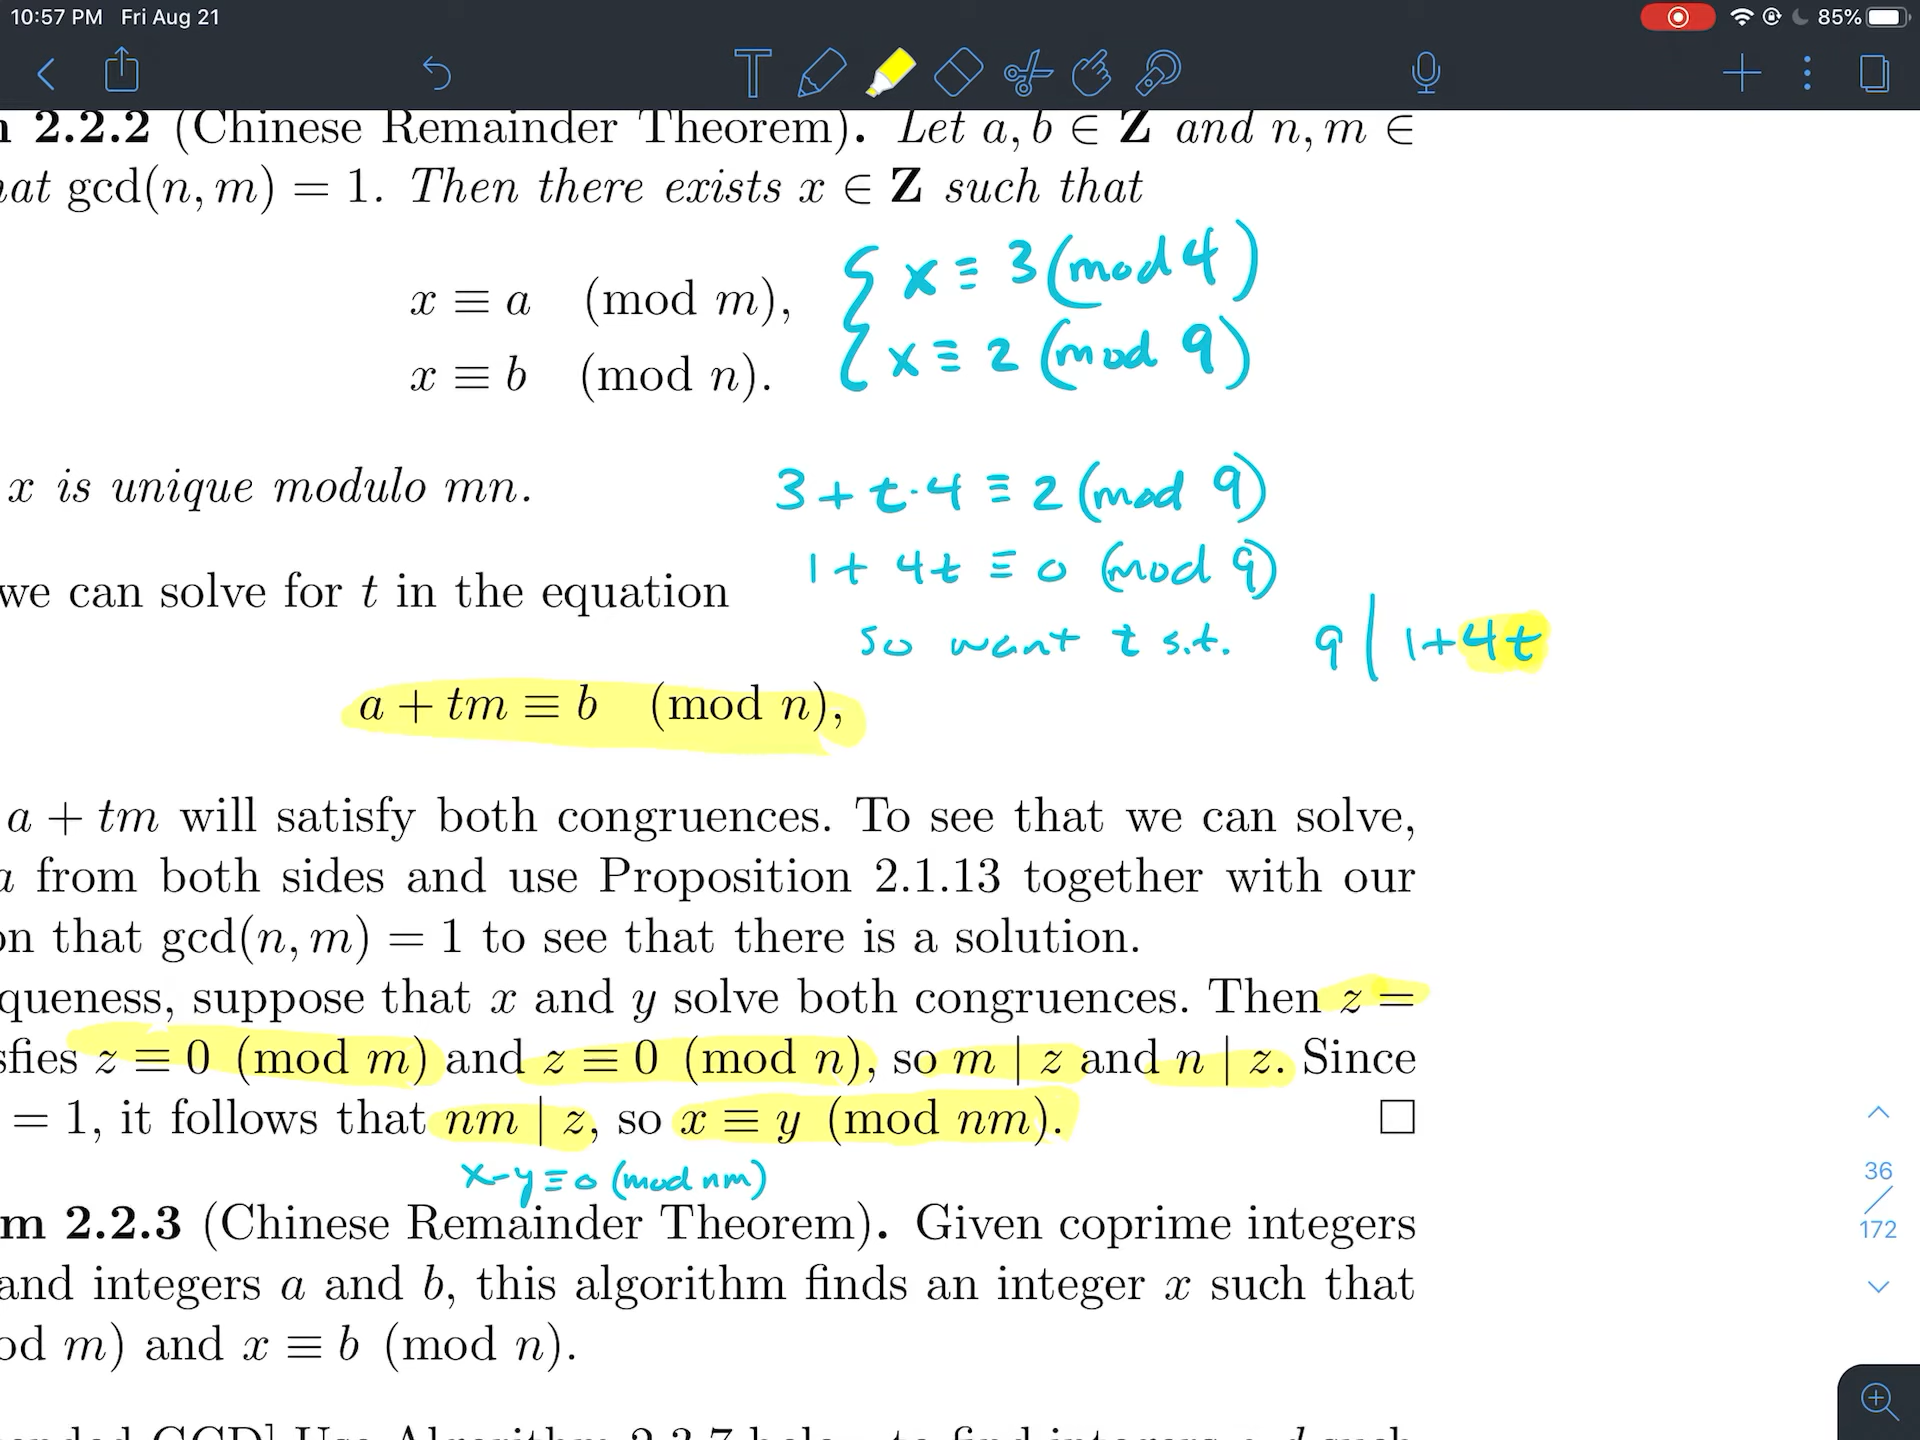 10:57 PM Fri Aug 21
85%
2.2.2 (Chinese Remainder Theorem). Let a, b ∈ Z and n, m ∈
gcd(n, m) = 1. Then there exists x ∈ Z such that
x ≡ a (mod m),
x ≡ 3 (mod 4)
x ≡ b (mod n).
x ≡ 2 (mod 9)
x is unique modulo mn.
3 + t·4 ≡ 2 (mod 9)
1 + 4t ≡ 0 (mod 9)
we can solve for t in the equation
so want t s.t. 9 | 1+4t
a + tm ≡ b (mod n),
a + tm will satisfy both congruences. To see that we can solve,
a from both sides and use Proposition 2.1.13 together with our
on that gcd(n, m) = 1 to see that there is a solution.
queness, suppose that x and y solve both congruences. Then z =
sfies z ≡ 0 (mod m) and z ≡ 0 (mod n), so m | z and n | z. Since
= 1, it follows that nm | z, so x ≡ y (mod nm). □
x-y ≡ 0 (mod nm)
m 2.2.3 (Chinese Remainder Theorem). Given coprime integers
and integers a and b, this algorithm finds an integer x such that
od m) and x ≡ b (mod n).
36
/
172